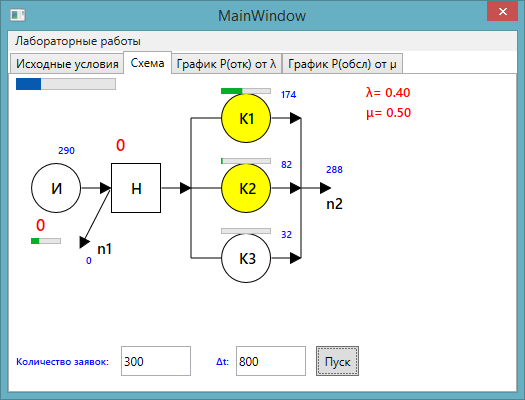 MainWindow
Лабораторные работы
Исходные условия
Схема
График P(отк) от λ
График P(обсл) от μ
174
λ= 0.40
μ= 0.50
K1
290
0
82
288
И
Н
K2
n2
0
n1
0
32
K3
Количество заявок:
300
Δt:
800
Пуск